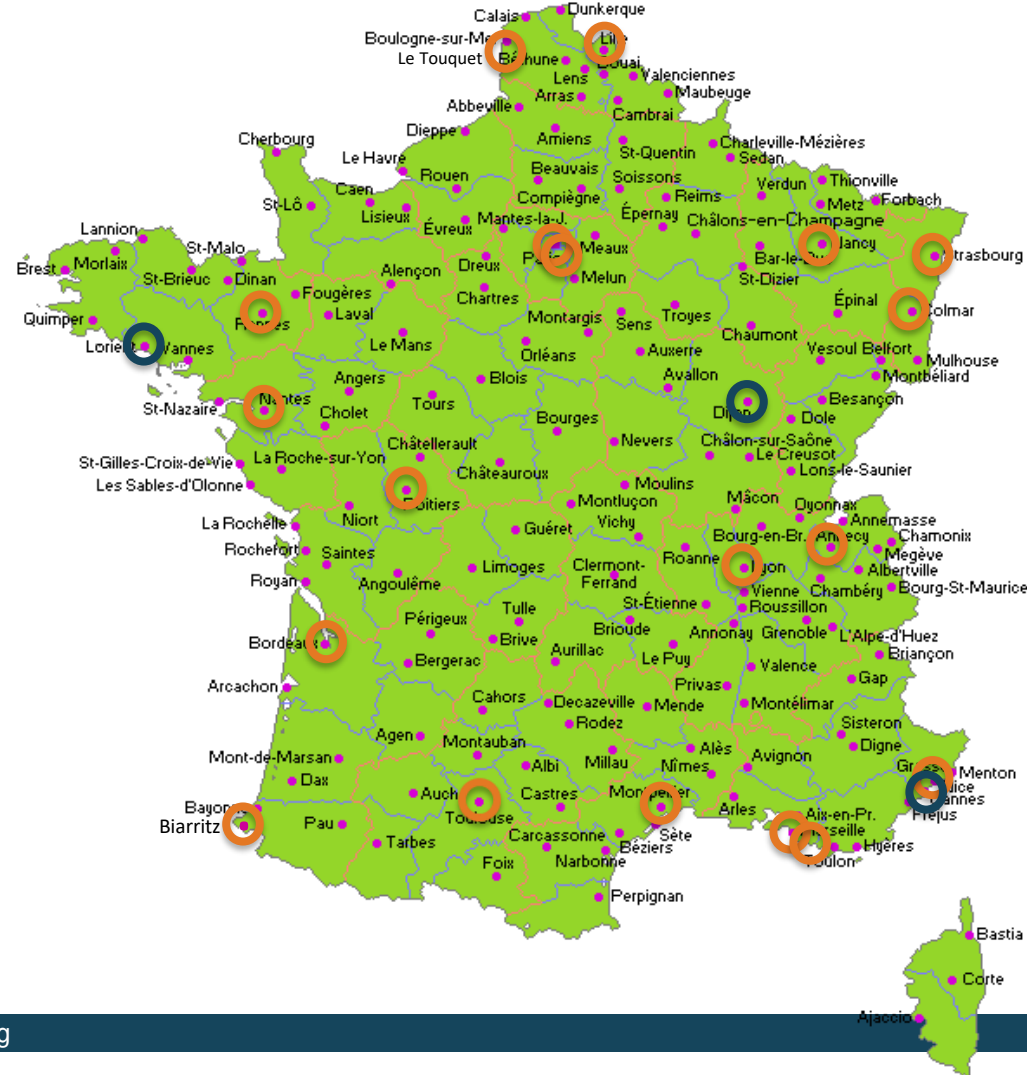 Dunkerque
Calais
Boulogne-sur-Me
Le Touquet
Lille
Béthune
Douai
Lens
Valenciennes
Arras
Maubeuge
Abbeville
Cambrai
Dieppe
Amiens
Cherbourg
St-Quentin
Charleville-Mézières
Sedan
Le Havre
Rouen
Beauvais
Soissons
Verdun
Thionville
Caen
Compiègne
Reims
Metz
Forbach
St-Lô
Lisieux
Évreux
Mantes-la-J.
Épernay
Châlons-en-Champagne
Lannion
St-Malo
Meaux
Nancy
Brest
Morlaix
St-Brieuc
Dinan
Alençon
Dreux
Melun
Bar-le-Du
Strasbourg
St-Dizier
Fougères
Chartres
Quimper
Rennes
Laval
Montargis
Sens
Troyes
Épinal
Colmar
Lorient
Vannes
Le Mans
Orléans
Auxerre
Chaumont
Vesoul
Belfort
Mulhouse
Montbéliard
Angers
Blois
Avallon
St-Nazaire
Nantes
Cholet
Tours
Bourges
Dijon
Besançon
Dole
Châtellerault
Nevers
Châlon-sur-Saône
Le Creusot
St-Gilles-Croix-de-Vie
La Roche-sur-Yon
Châteauroux
Lons-le-Saunier
Les Sables-d'Olonne
Poitiers
Moulins
Montluçon
Mâcon
Oyonnax
La Rochelle
Niort
Guéret
Vichy
Bourg-en-Br.
Annemasse
Annecy
Chamonix
Rochefort
Saintes
Roanne
Megève
Royan
Angoulême
Limoges
Clermont-
Ferrand
Lyon
Albertville
Vienne
Chambéry
Bourg-St-Maurice
Périgeux
Tulle
St-Étienne
Roussillon
Bordeaux
Brive
Brioude
Annonay
Grenoble
L'Alpe-d'Huez
Bergerac
Aurillac
Le Puy
Valence
Briançon
Arcachon
Cahors
Decazeville
Mende
Privas
Montélimar
Gap
Rodez
Sisteron
Agen
Montauban
Millau
Alès
Avignon
Digne
Mont-de-Marsan
Dax
Albi
Nîmes
Grasse
Menton
Nice
Auch
Castres
Montpellier
Arles
Cannes
Fréjus
Bayonne
Biarritz
Pau
Toulouse
Aix-en-Pr.
Marseille
Tarbes
Carcassonne
Sète
Béziers
Hyères
Toulon
Foix
Narbonne
Perpignan
Bastia
Corte
Ajaccio
g